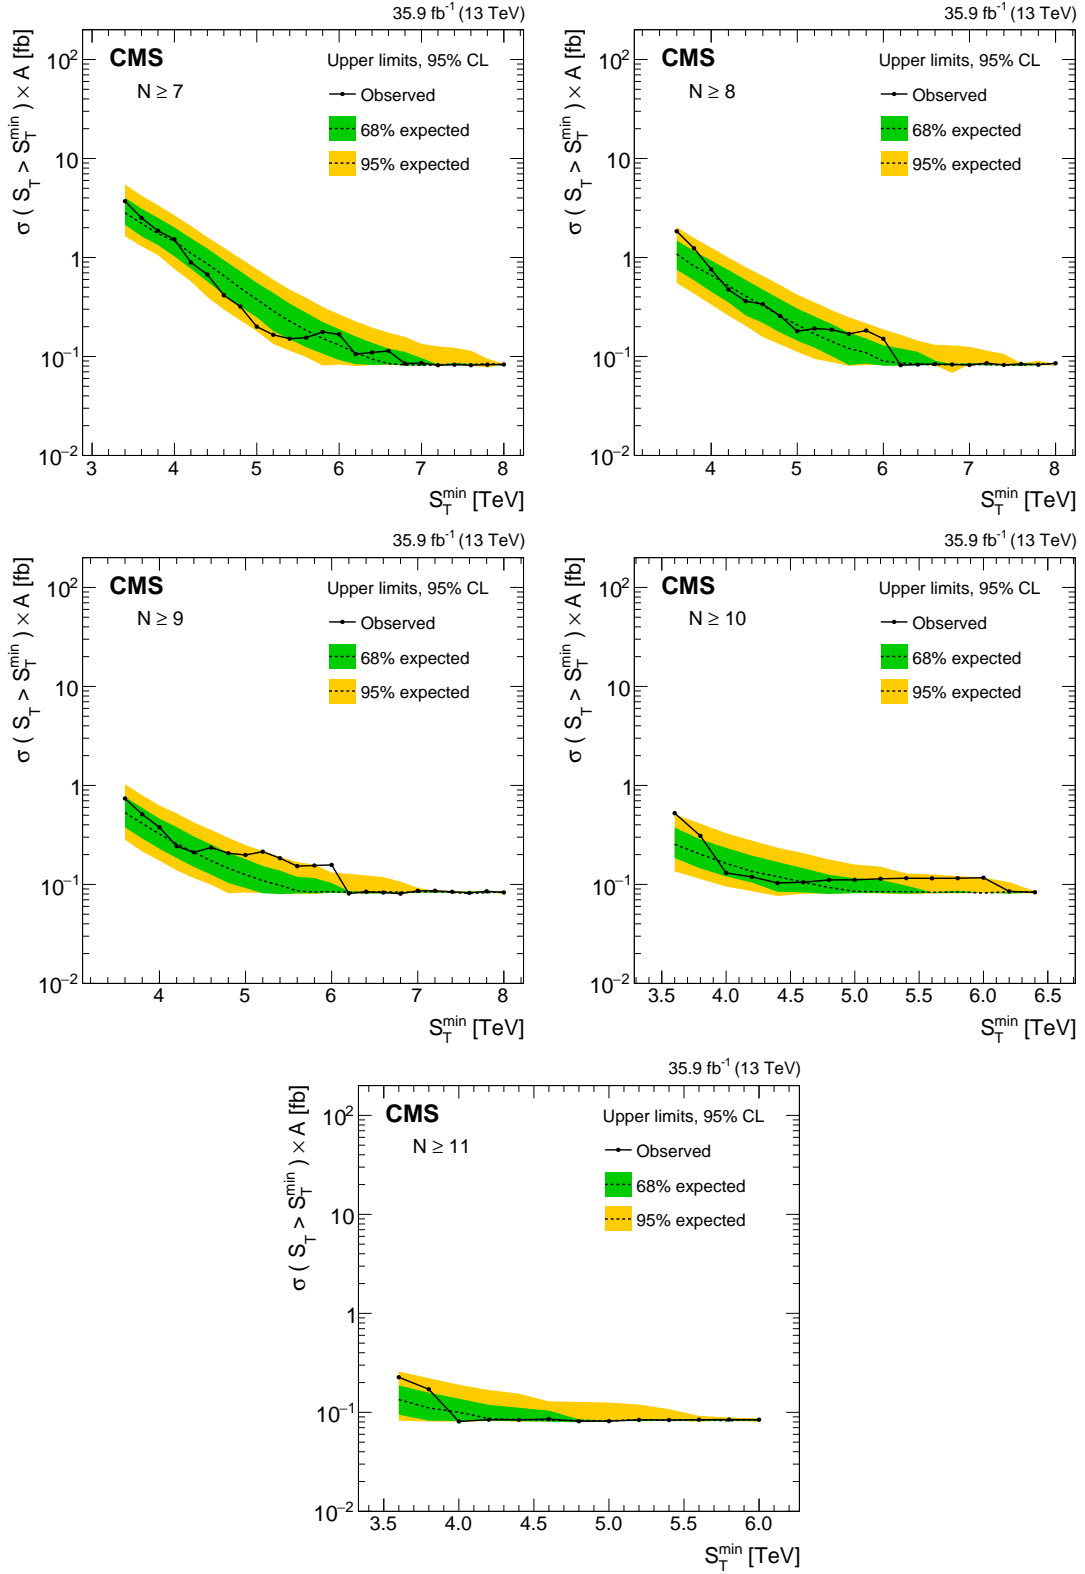 35.9 fb⁻¹ (13 TeV)
σ ( S_T > S_T^min ) × A [fb]
10²
10
1
10⁻¹
10⁻²
CMS
N ≥ 7
Upper limits, 95% CL
Observed
68% expected
95% expected
3 4 5 6 7 8
S_T^min [TeV]
35.9 fb⁻¹ (13 TeV)
σ ( S_T > S_T^min ) × A [fb]
10²
10
1
10⁻¹
10⁻²
CMS
N ≥ 8
Upper limits, 95% CL
Observed
68% expected
95% expected
4 5 6 7 8
S_T^min [TeV]
35.9 fb⁻¹ (13 TeV)
σ ( S_T > S_T^min ) × A [fb]
10²
10
1
10⁻¹
10⁻²
CMS
N ≥ 9
Upper limits, 95% CL
Observed
68% expected
95% expected
4 5 6 7 8
S_T^min [TeV]
35.9 fb⁻¹ (13 TeV)
σ ( S_T > S_T^min ) × A [fb]
10²
10
1
10⁻¹
10⁻²
CMS
N ≥ 10
Upper limits, 95% CL
Observed
68% expected
95% expected
3.5 4.0 4.5 5.0 5.5 6.0 6.5
S_T^min [TeV]
35.9 fb⁻¹ (13 TeV)
σ ( S_T > S_T^min ) × A [fb]
10²
10
1
10⁻¹
10⁻²
CMS
N ≥ 11
Upper limits, 95% CL
Observed
68% expected
95% expected
3.5 4.0 4.5 5.0 5.5 6.0
S_T^min [TeV]